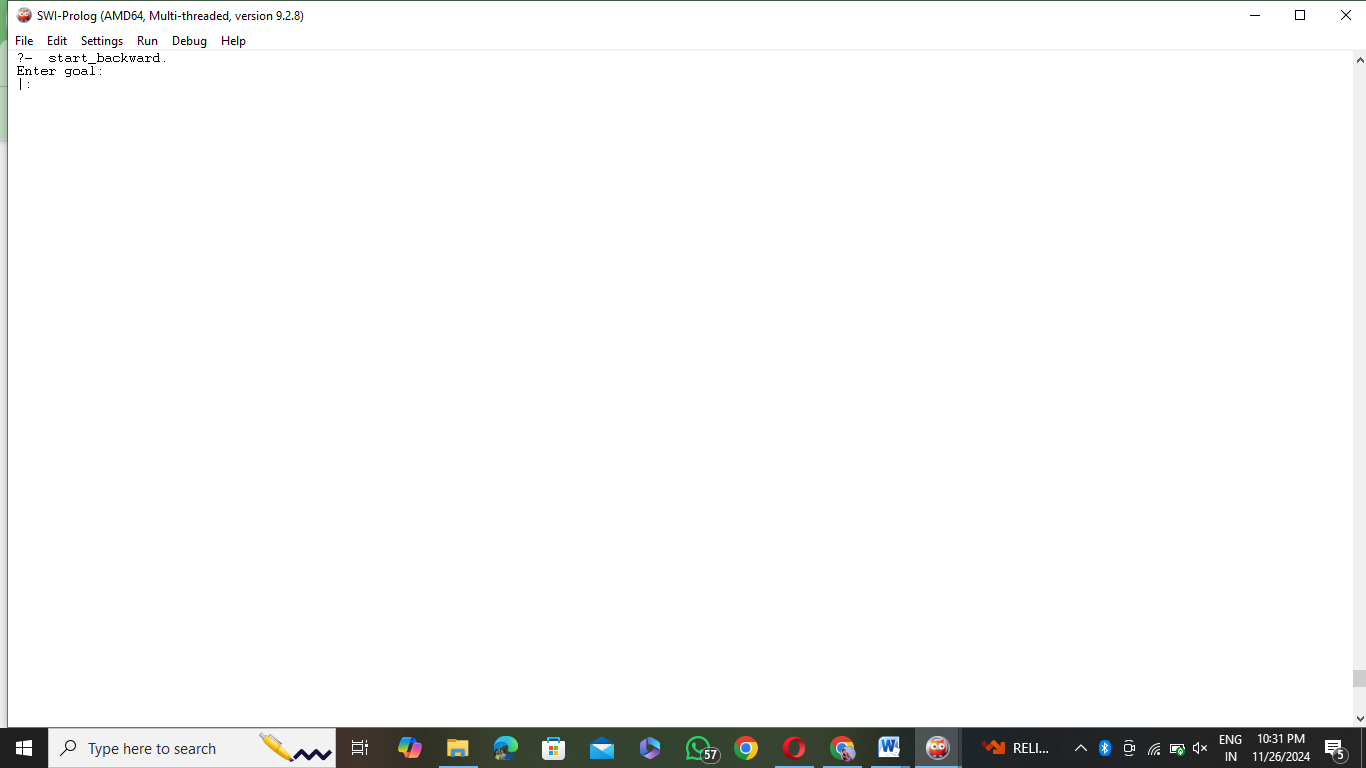 SWI-Prolog (AMD64, Multi-threaded, version 9.2.8)
File Edit Settings Run Debug Help
?-  start_backward.
Enter goal:
|:
Type here to search
57
RELI...
ENG
IN
10:31 PM
11/26/2024
5